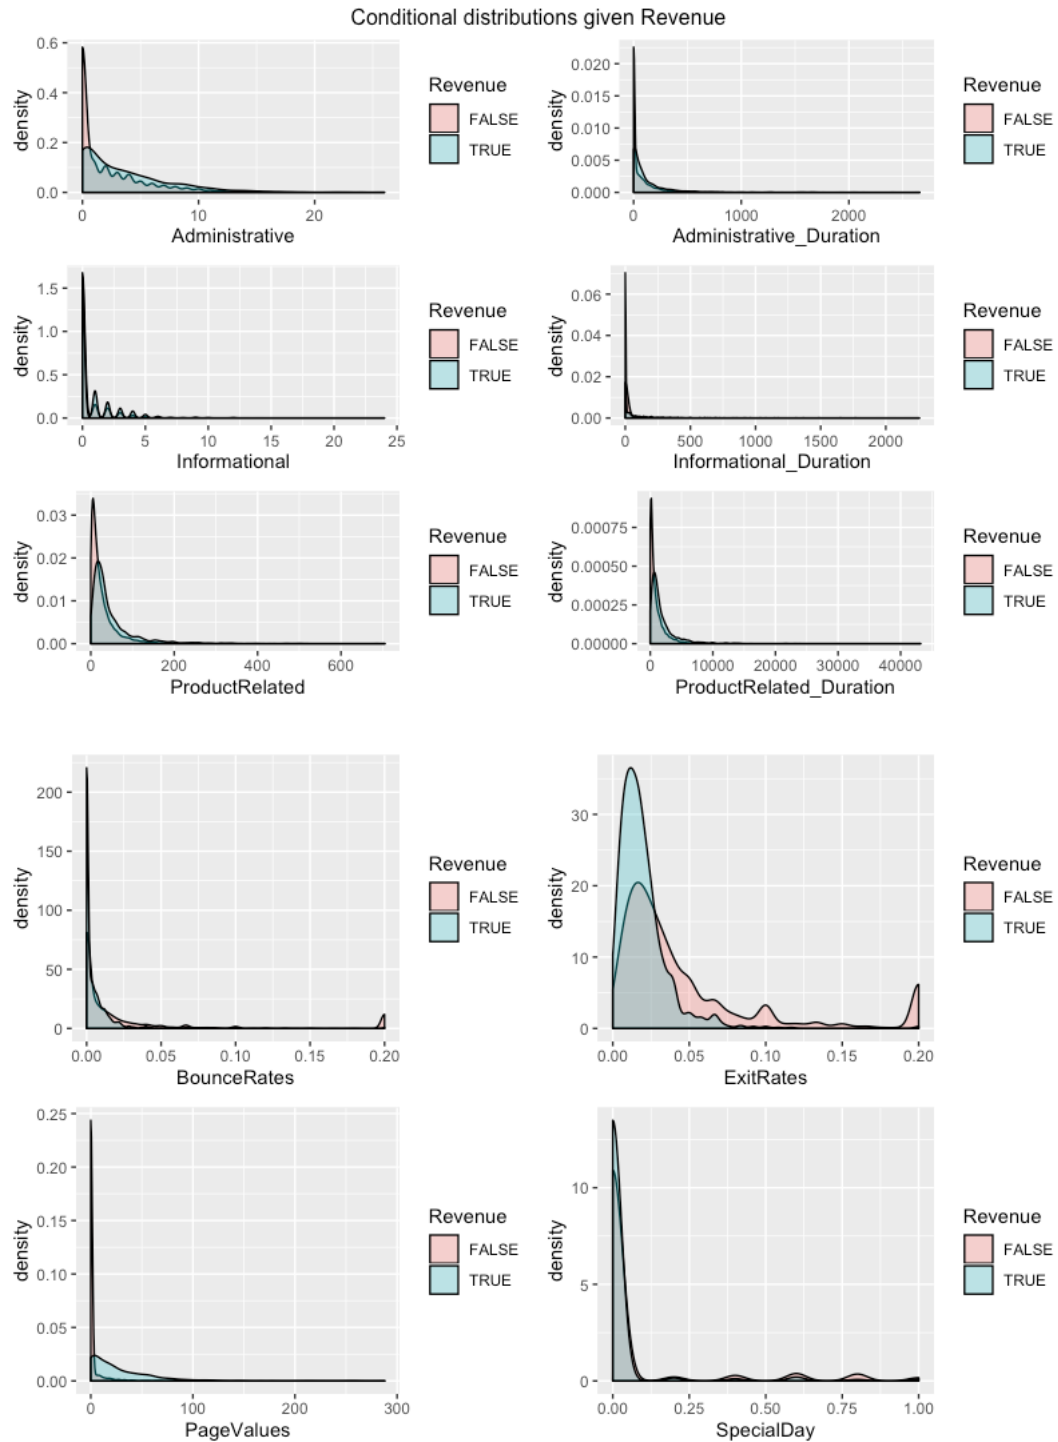 Conditional distributions given Revenue
density
0.6
0.4
0.2
0.0
0 10 20
Administrative
Revenue
FALSE
TRUE
density
0.020
0.015
0.010
0.005
0.000
0 1000 2000
Administrative_Duration
Revenue
FALSE
TRUE
density
1.5
1.0
0.5
0.0
0 5 10 15 20 25
Informational
Revenue
FALSE
TRUE
density
0.06
0.04
0.02
0.00
0 500 1000 1500 2000
Informational_Duration
Revenue
FALSE
TRUE
density
0.03
0.02
0.01
0.00
0 200 400 600
ProductRelated
Revenue
FALSE
TRUE
density
0.00075
0.00050
0.00025
0.00000
0 10000 20000 30000 40000
ProductRelated_Duration
Revenue
FALSE
TRUE
density
200
150
100
50
0
0.00 0.05 0.10 0.15 0.20
BounceRates
Revenue
FALSE
TRUE
density
30
20
10
0
0.00 0.05 0.10 0.15 0.20
ExitRates
Revenue
FALSE
TRUE
density
0.25
0.20
0.15
0.10
0.05
0.00
0 100 200 300
PageValues
Revenue
FALSE
TRUE
density
10
5
0
0.00 0.25 0.50 0.75 1.00
SpecialDay
Revenue
FALSE
TRUE